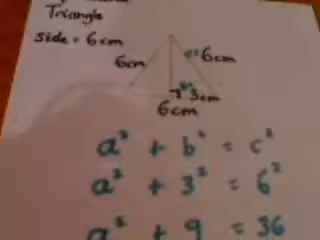 Triangle
side = 6cm
6cm
6cm
3cm
6cm
a² + b² = c²
a² + 3² = 6²
a² + 9 = 36